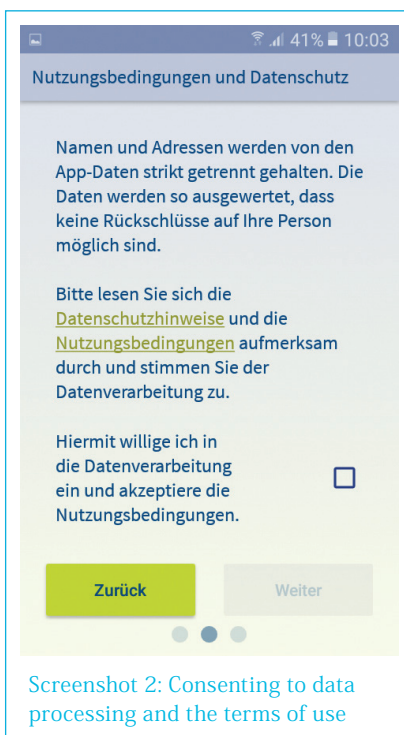 41% 10:03
Nutzungsbedingungen und Datenschutz
Namen und Adressen werden von den
App-Daten strikt getrennt gehalten. Die
Daten werden so ausgewertet, dass
keine Rückschlüsse auf Ihre Person
möglich sind.
Bitte lesen Sie sich die
Datenschutzhinweise und die
Nutzungsbedingungen aufmerksam
durch und stimmen Sie der
Datenverarbeitung zu.
Hiermit willige ich in
die Datenverarbeitung
ein und akzeptiere die
Nutzungsbedingungen.
Zurück Weiter
Screenshot 2: Consenting to data
processing and the terms of use